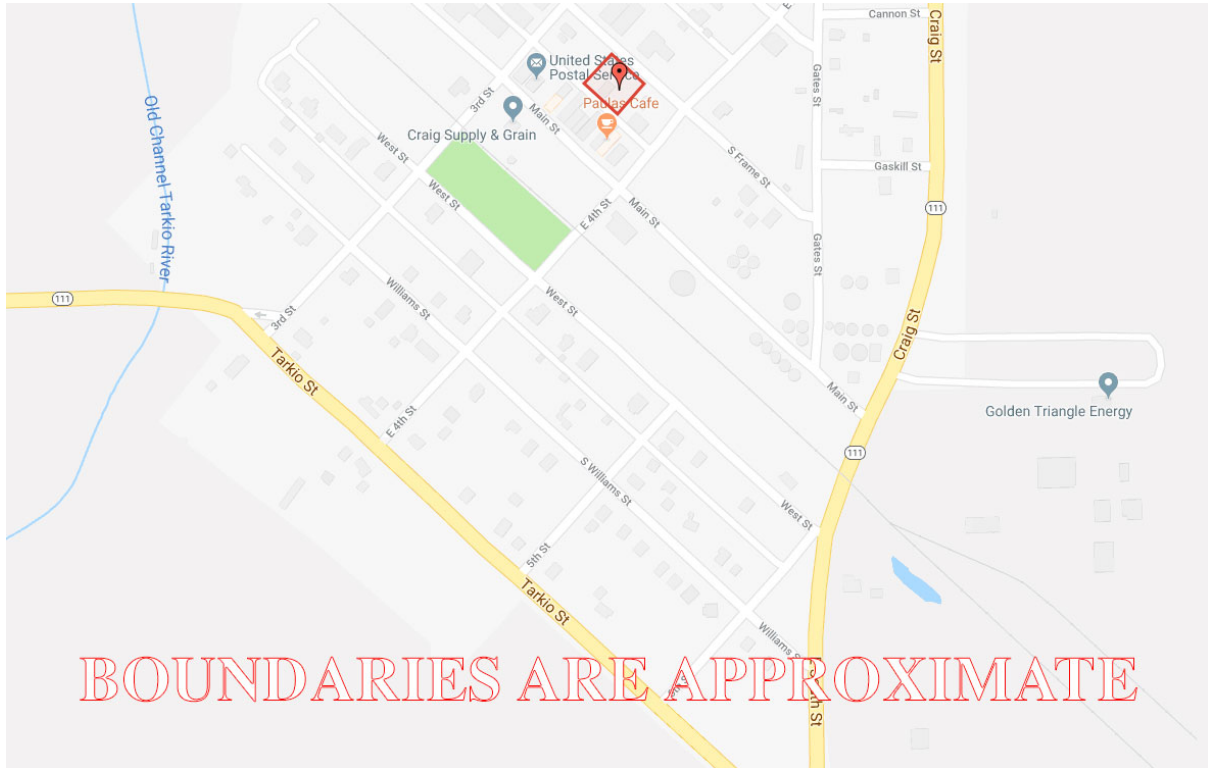 Cannon St
Craig St
United States
Postal Service
Paulas Cafe
Gates St
3rd St
Main St
Craig Supply & Grain
Old Channel Tarkio River
West St
S Frame St
Gaskill St
West St
Main St
111
E 4th St
Gates St
Williams St
111
West St
3rd St
Craig St
Tarkio St
Main St
Golden Triangle Energy
E 4th St
111
S Williams St
West St
5th St
Tarkio St
Williams St
BOUNDARIES ARE APPROXIMATE